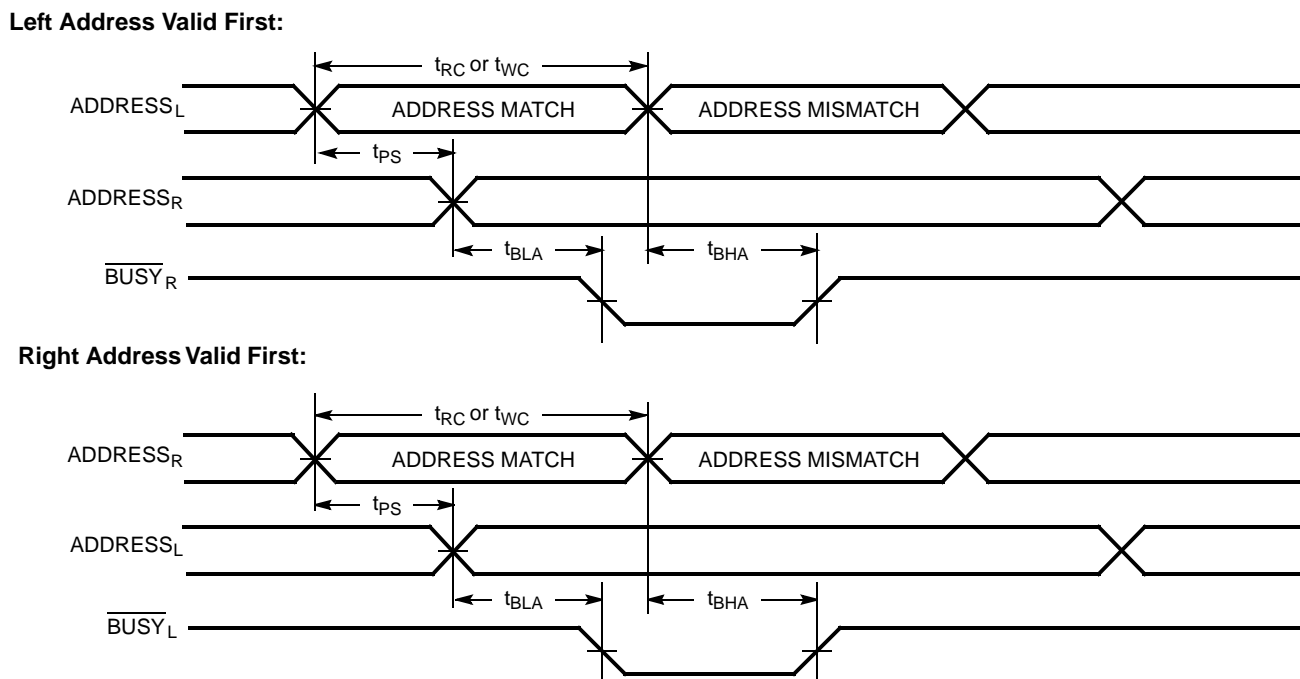 Left Address Valid First:
tRC or tWC
ADDRESSL
ADDRESS MATCH
ADDRESS MISMATCH
tPS
ADDRESSR
tBLA
tBHA
BUSYR
Right Address Valid First:
tRC or tWC
ADDRESSR
ADDRESS MATCH
ADDRESS MISMATCH
tPS
ADDRESSL
tBLA
tBHA
BUSYL